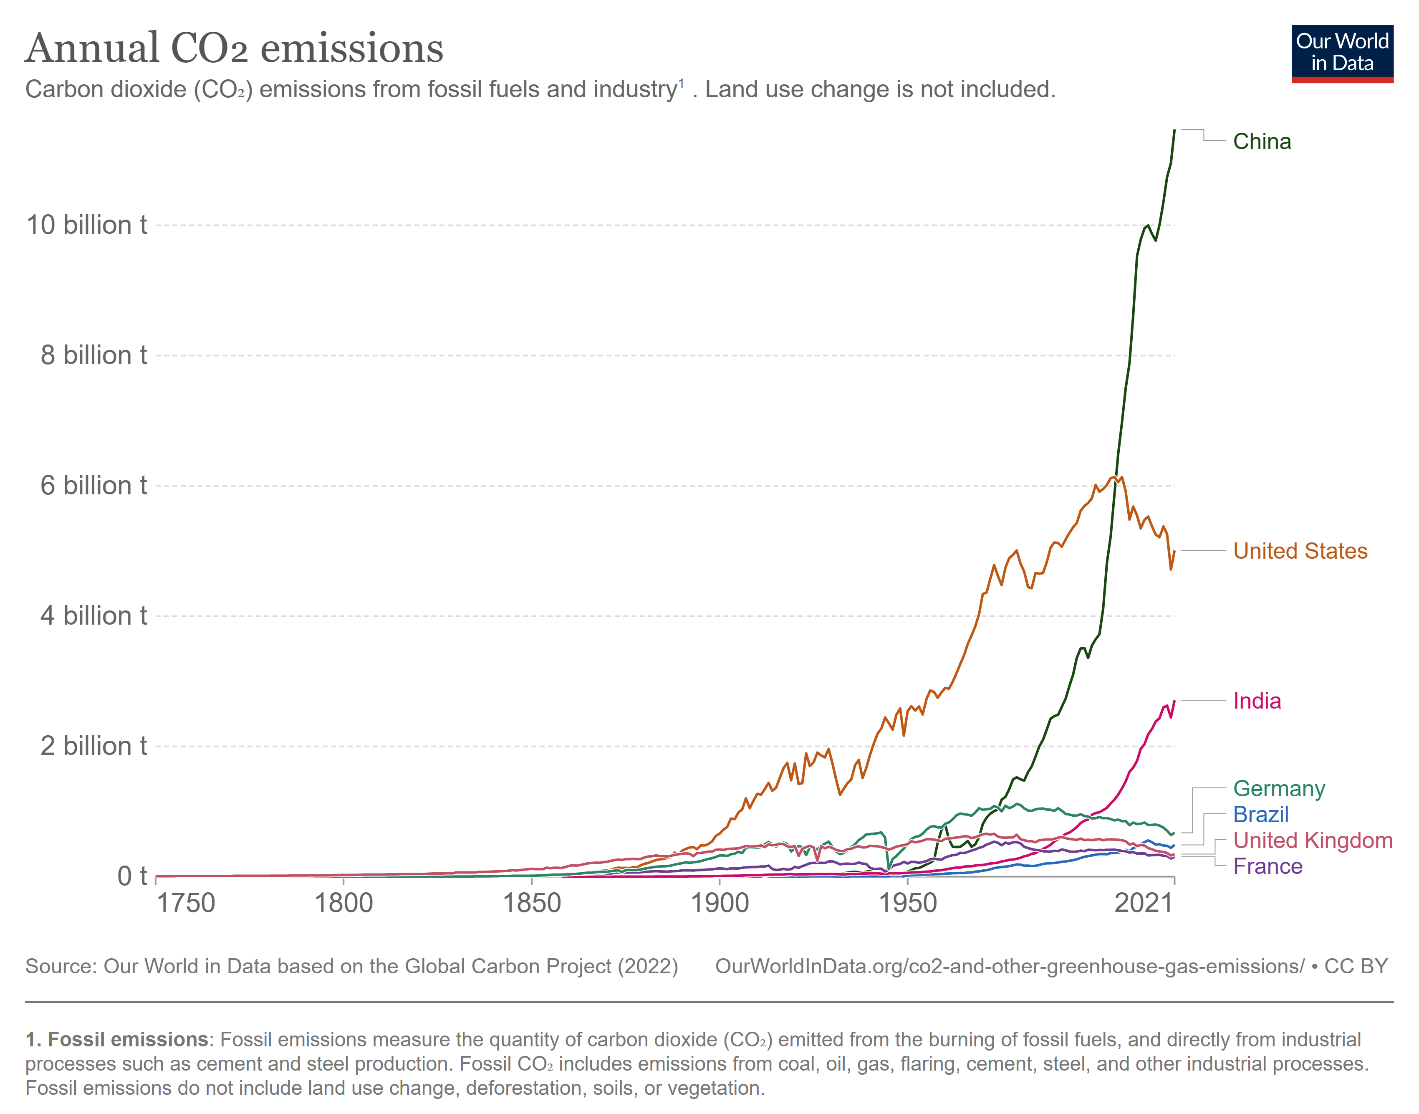 Annual CO₂ emissions
Our World
in Data
Carbon dioxide (CO₂) emissions from fossil fuels and industry¹ . Land use change is not included.
China
10 billion t
8 billion t
6 billion t
United States
4 billion t
India
2 billion t
Germany
Brazil
United Kingdom
France
0 t
1750 1800 1850 1900 1950 2021
Source: Our World in Data based on the Global Carbon Project (2022) OurWorldInData.org/co2-and-other-greenhouse-gas-emissions/ • CC BY
1. Fossil emissions: Fossil emissions measure the quantity of carbon dioxide (CO₂) emitted from the burning of fossil fuels, and directly from industrial
processes such as cement and steel production. Fossil CO₂ includes emissions from coal, oil, gas, flaring, cement, steel, and other industrial processes.
Fossil emissions do not include land use change, deforestation, soils, or vegetation.